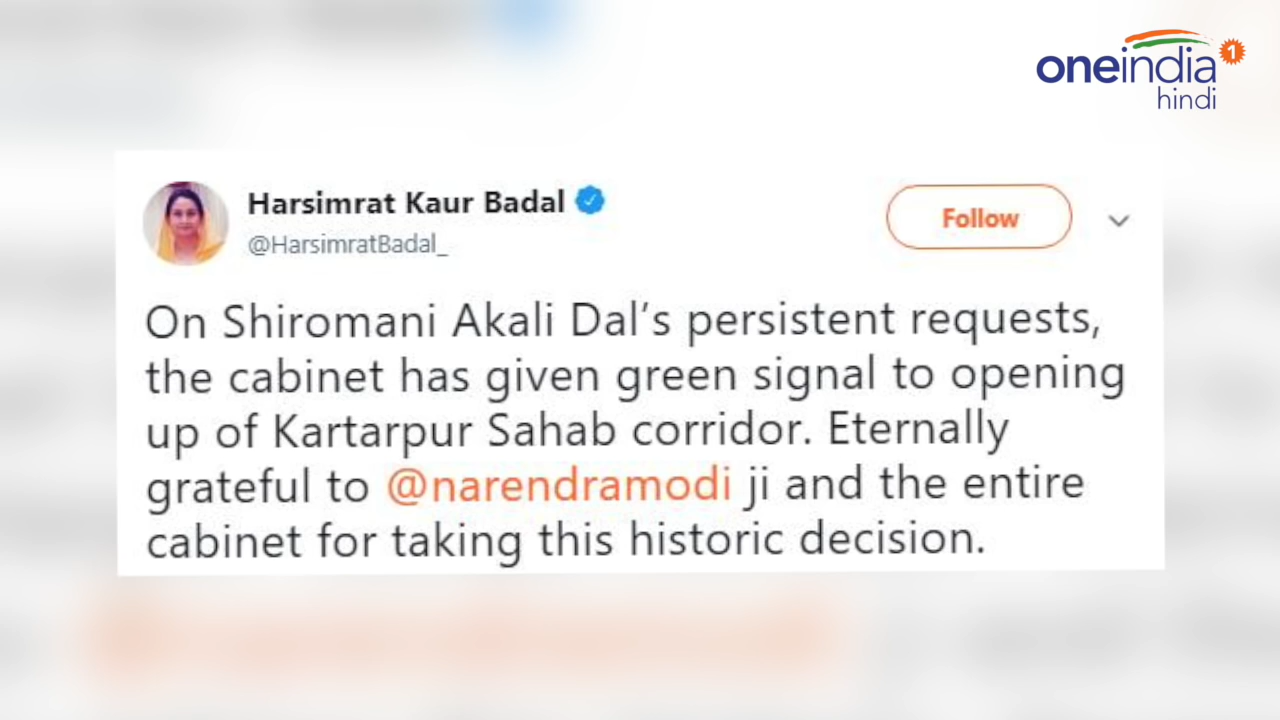 oneindia 1
hindi
Harsimrat Kaur Badal
@HarsimratBadal_
Follow
On Shiromani Akali Dal’s persistent requests,
the cabinet has given green signal to opening
up of Kartarpur Sahab corridor. Eternally
grateful to @narendramodi ji and the entire
cabinet for taking this historic decision.